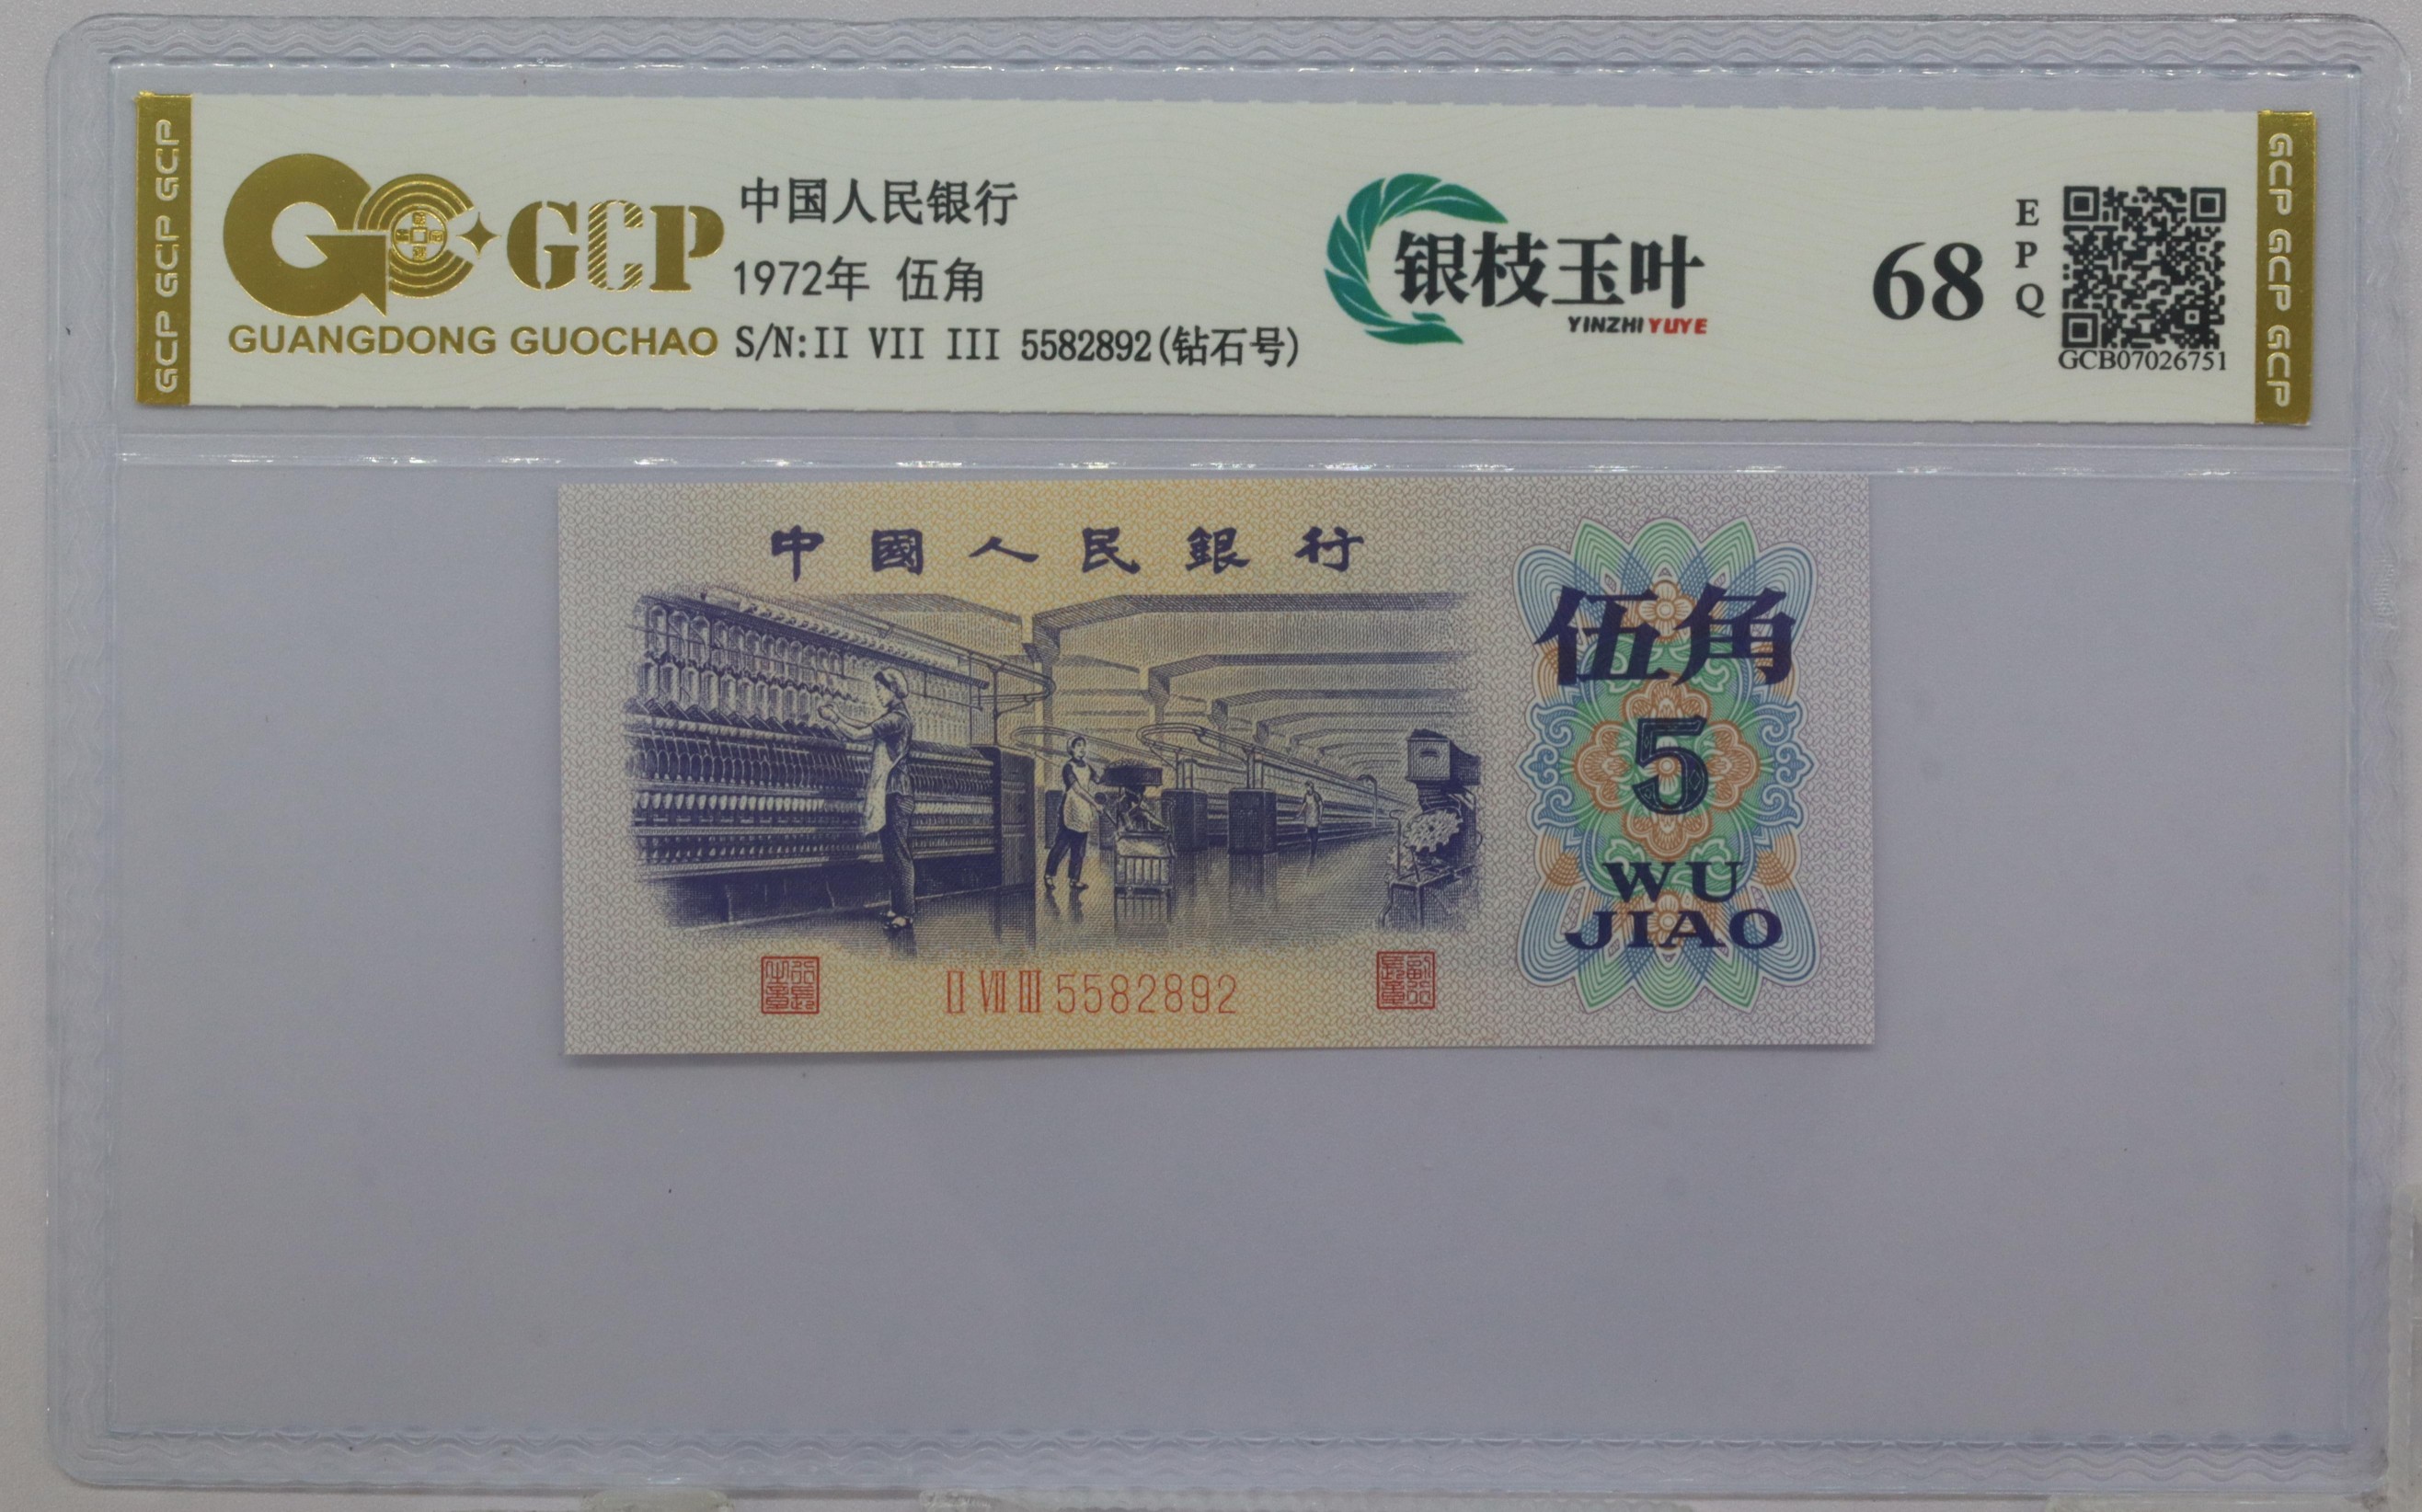 GCP GCP GCP
GCP
GUANGDONG GUOCHAO
中国人民银行
1972年 伍角
S/N:II VII III 5582892(钻石号)
银枝玉叶
YINZHI YUYE
68
EPQ
GCB07026751
GCP GCP GCP
中國人民銀行
伍角
5
WU
JIAO
II VII III 5582892